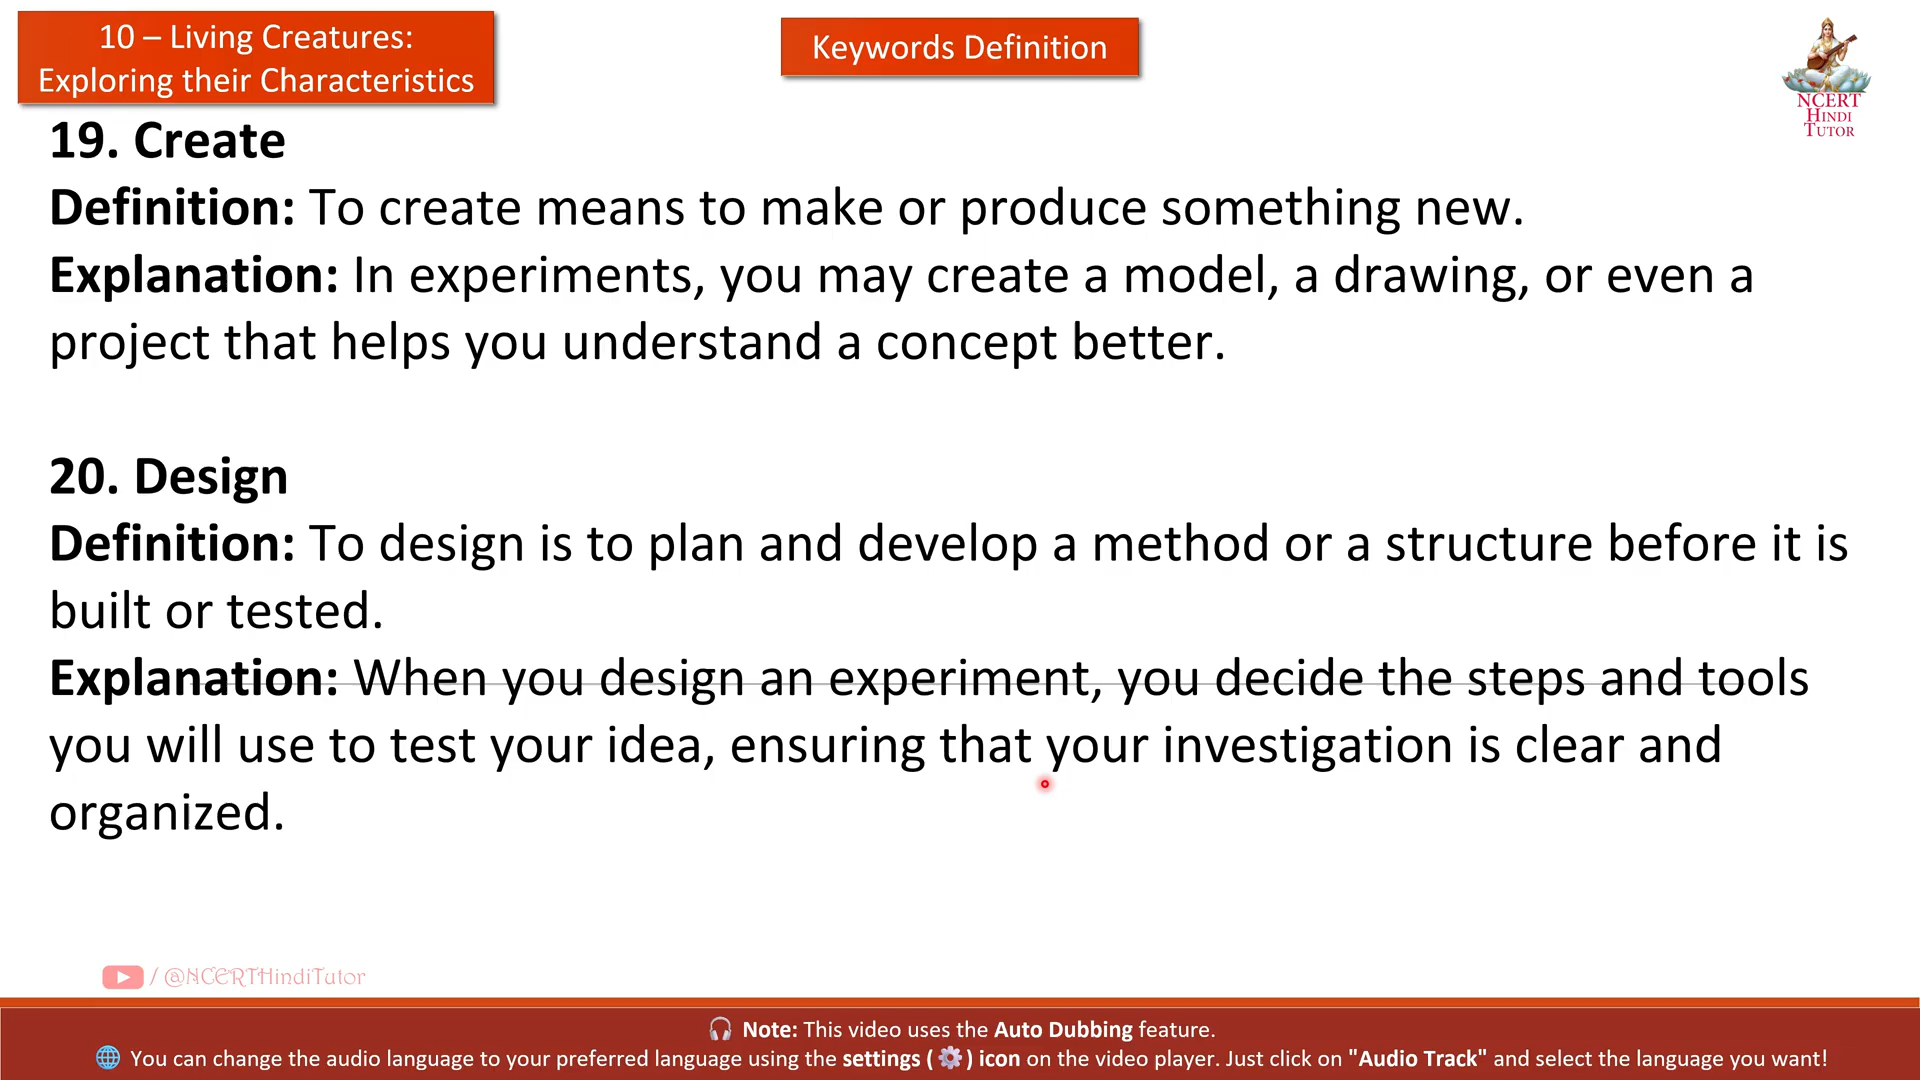 10 – Living Creatures:
Exploring their Characteristics
Keywords Definition
NCERT
HINDI
TUTOR
19. Create
Definition: To create means to make or produce something new.
Explanation: In experiments, you may create a model, a drawing, or even a
project that helps you understand a concept better.
20. Design
Definition: To design is to plan and develop a method or a structure before it is
built or tested.
Explanation: When you design an experiment, you decide the steps and tools
you will use to test your idea, ensuring that your investigation is clear and
organized.
/ @NCERTHindiTutor
Note: This video uses the Auto Dubbing feature.
You can change the audio language to your preferred language using the settings ( ⚙ ) icon on the video player. Just click on "Audio Track" and select the language you want!